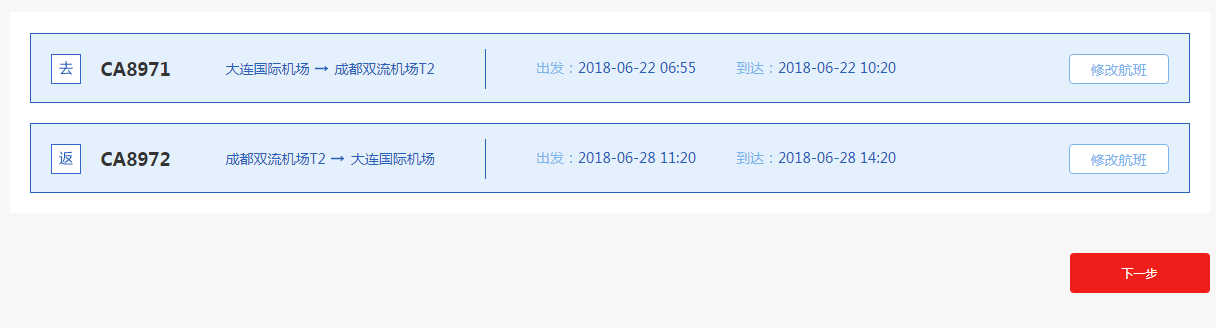 去 CA8971 大连国际机场 → 成都双流机场T2 出发：2018-06-22 06:55 到达：2018-06-22 10:20 修改航班
返 CA8972 成都双流机场T2 → 大连国际机场 出发：2018-06-28 11:20 到达：2018-06-28 14:20 修改航班
下一步